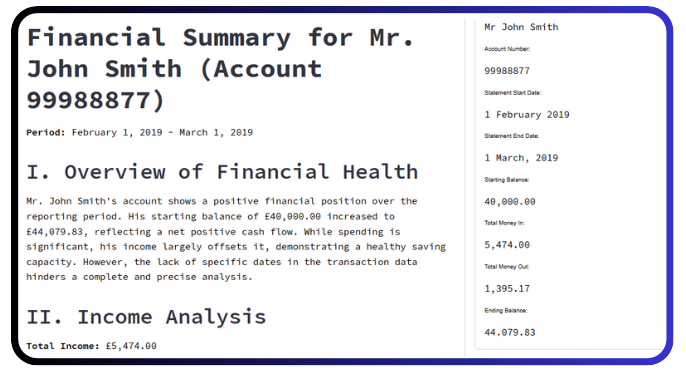 Financial Summary for Mr.
John Smith (Account
99988877)
Period: February 1, 2019 - March 1, 2019
I. Overview of Financial Health
Mr. John Smith's account shows a positive financial position over the
reporting period. His starting balance of £40,000.00 increased to
£44,079.83, reflecting a net positive cash flow. While spending is
significant, his income largely offsets it, demonstrating a healthy saving
capacity. However, the lack of specific dates in the transaction data
hinders a complete and precise analysis.
II. Income Analysis
Total Income: £5,474.00
Mr John Smith
Account Number:
99988877
Statement Start Date:
1 February 2019
Statement End Date:
1 March, 2019
Starting Balance:
40,000.00
Total Money In:
5,474.00
Total Money Out:
1,395.17
Ending Balance:
44.079.83